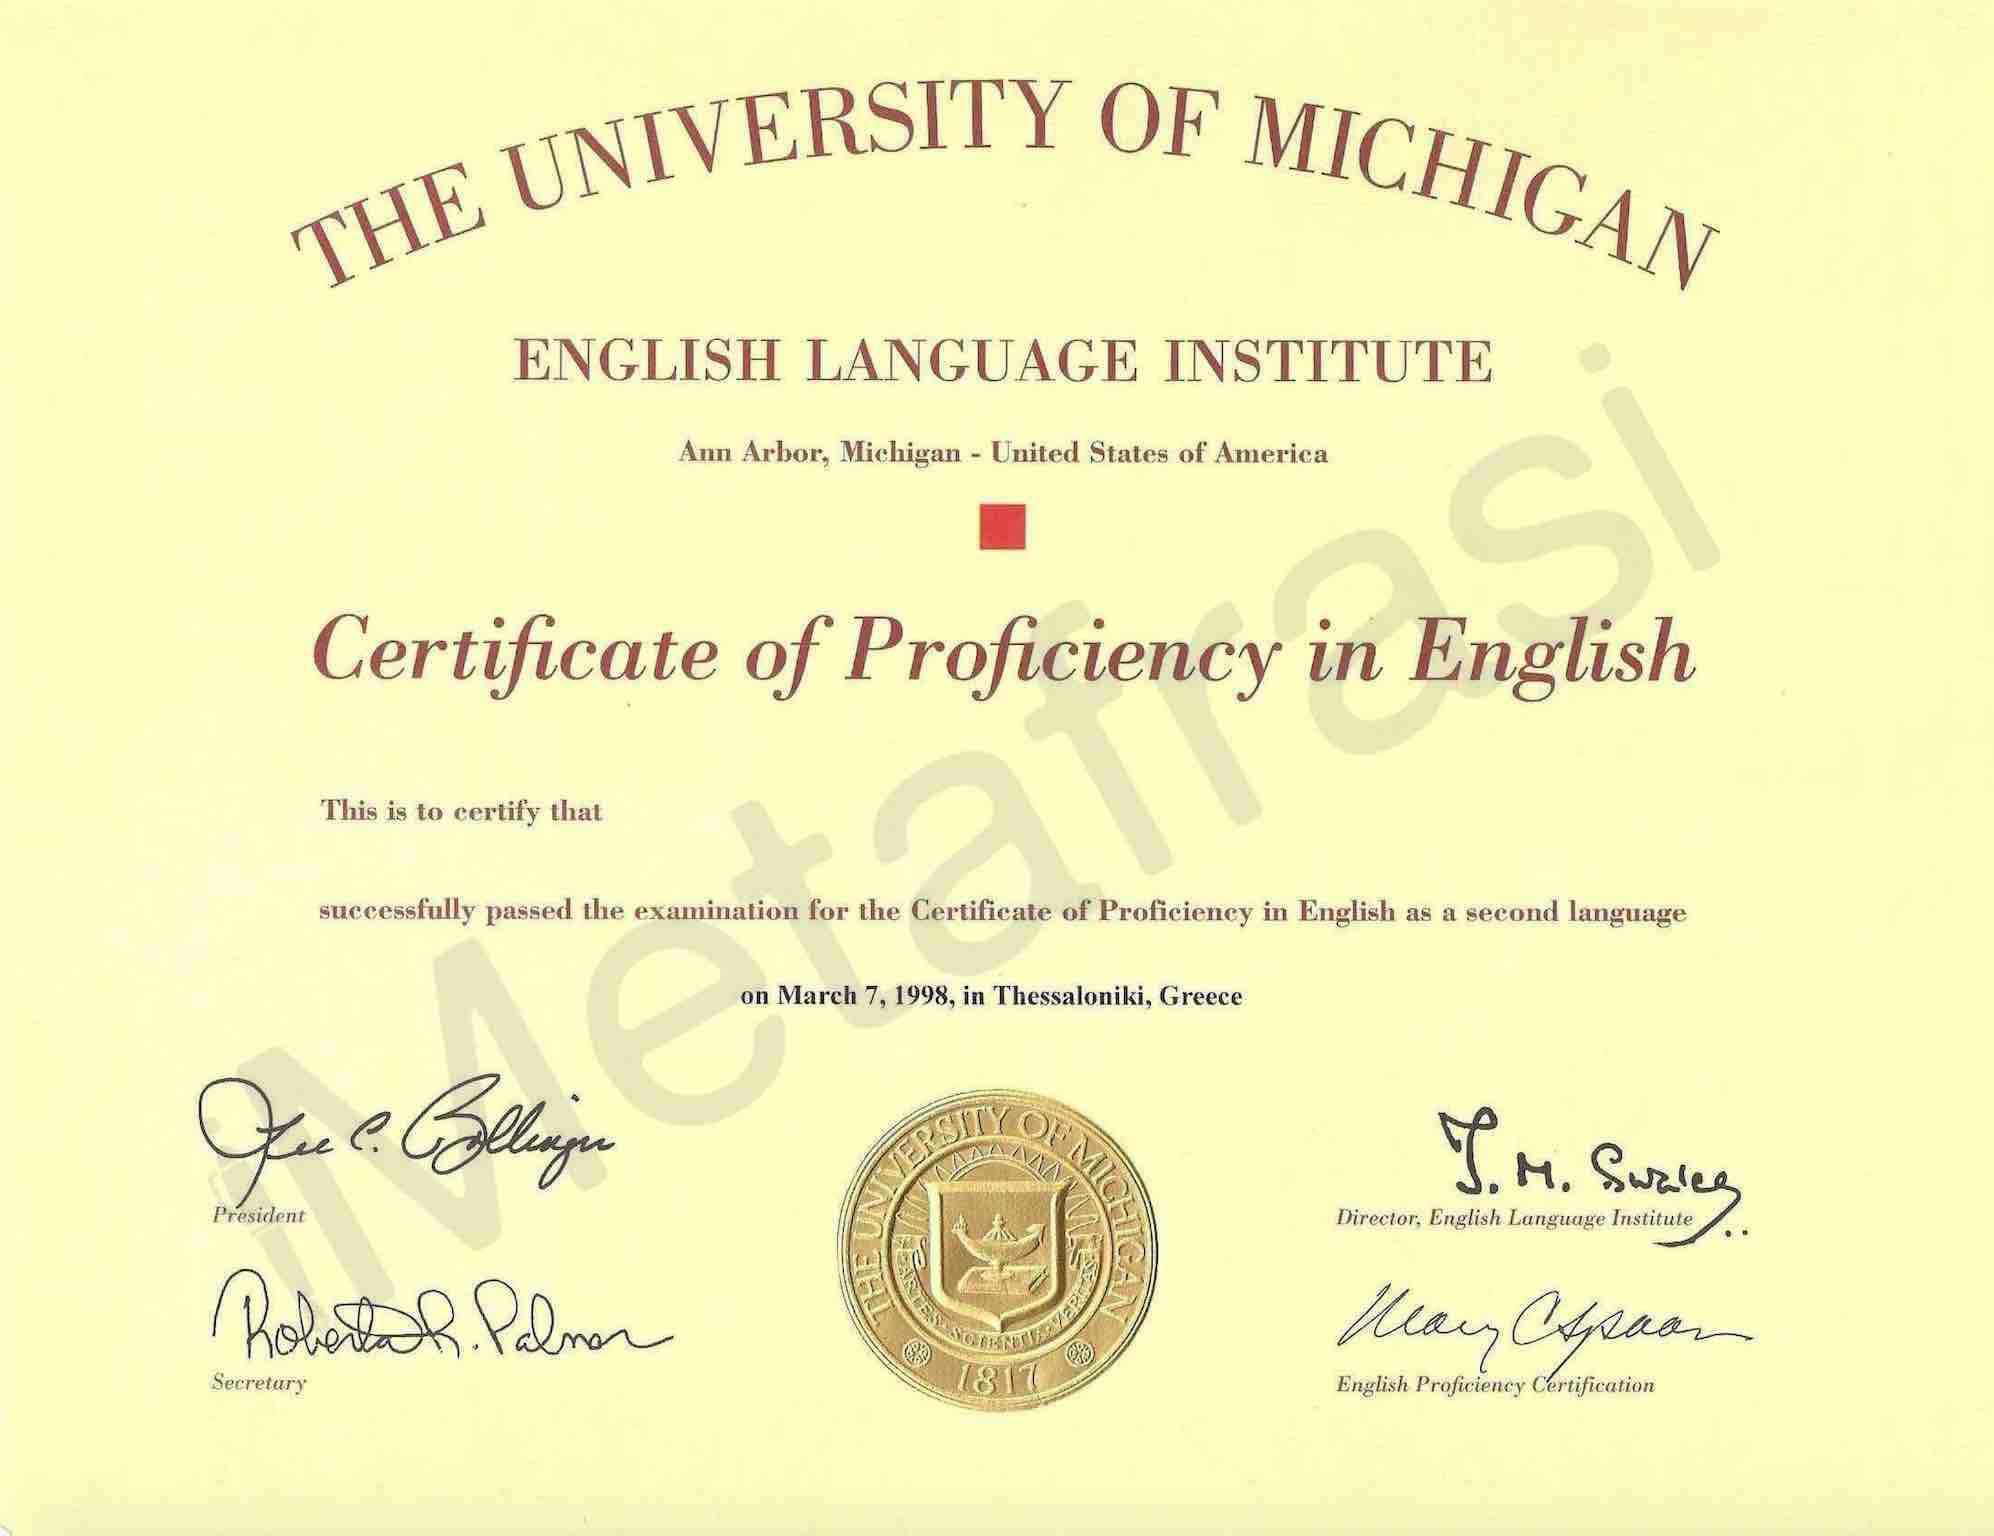 THE UNIVERSITY OF MICHIGAN
ENGLISH LANGUAGE INSTITUTE
Ann Arbor, Michigan - United States of America
Certificate of Proficiency in English
This is to certify that
successfully passed the examination for the Certificate of Proficiency in English as a second language
on March 7, 1998, in Thessaloniki, Greece
iMetafrasi
Lee C. Bollinger
President
J. M. Swales
Director, English Language Institute
Roberta R. Palmer
Secretary
Mary C Spaan
English Proficiency Certification
THE UNIVERSITY OF MICHIGAN
ARTES SCIENTIA VERITAS
1817